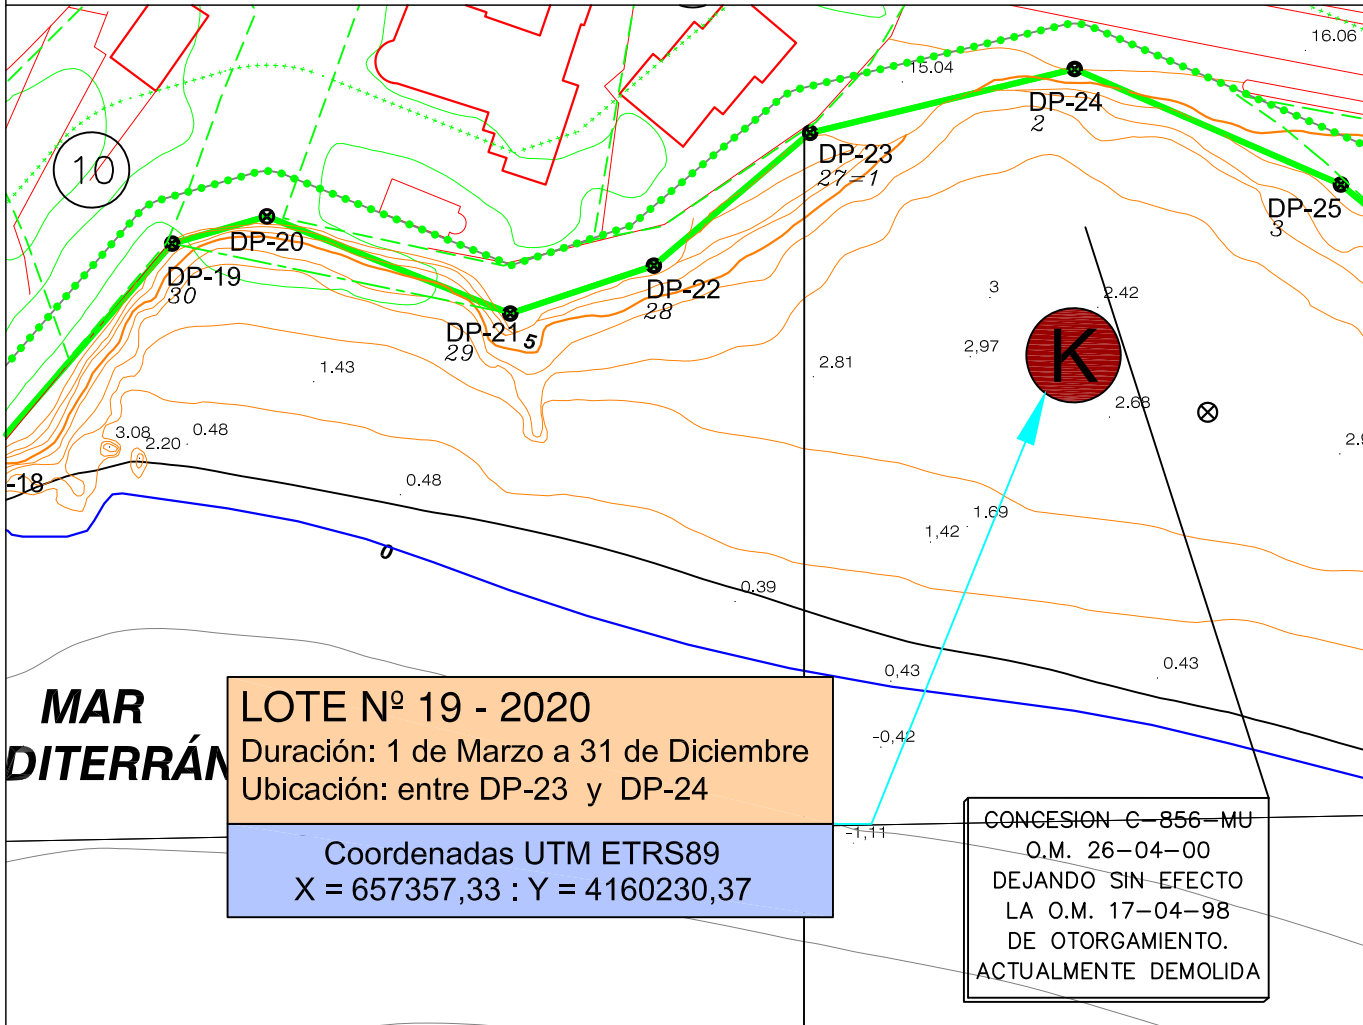 16.06
15.04
DP-24
2
10
DP-23
27=1
DP-25
3
DP-20
DP-19
30
DP-22
28
DP-21
29
5
3
2.42
K
2,97
2.81
1.43
2.68
3.08
2.20
0.48
-18
0.48
1.69
1,42
0
0.39
0,43
0.43
MAR
DITERRÁN
LOTE Nº 19 - 2020
Duración: 1 de Marzo a 31 de Diciembre
Ubicación: entre DP-23 y DP-24
-0,42
-1,11
Coordenadas UTM ETRS89
X = 657357,33 : Y = 4160230,37
CONCESION C-856-MU
O.M. 26-04-00
DEJANDO SIN EFECTO
LA O.M. 17-04-98
DE OTORGAMIENTO.
ACTUALMENTE DEMOLIDA